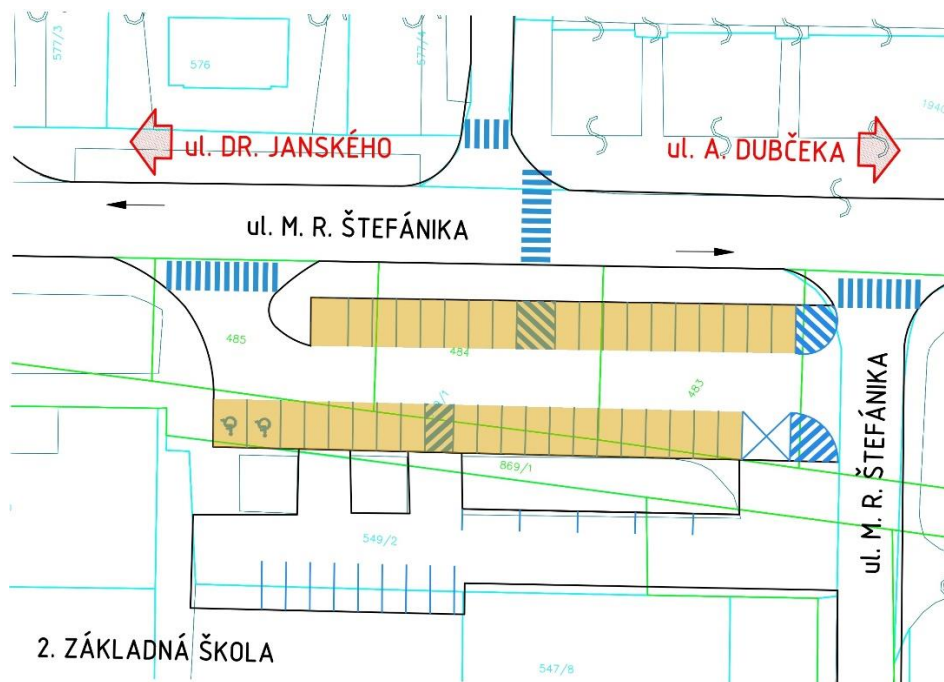 577/3
576
577/4
1940
ul. DR. JANSKÉHO
ul. A. DUBČEKA
ul. M. R. ŠTEFÁNIKA
485
484
483
869/1
549/2
ul. M. R. ŠTEFÁNIKA
2. ZÁKLADNÁ ŠKOLA
547/8